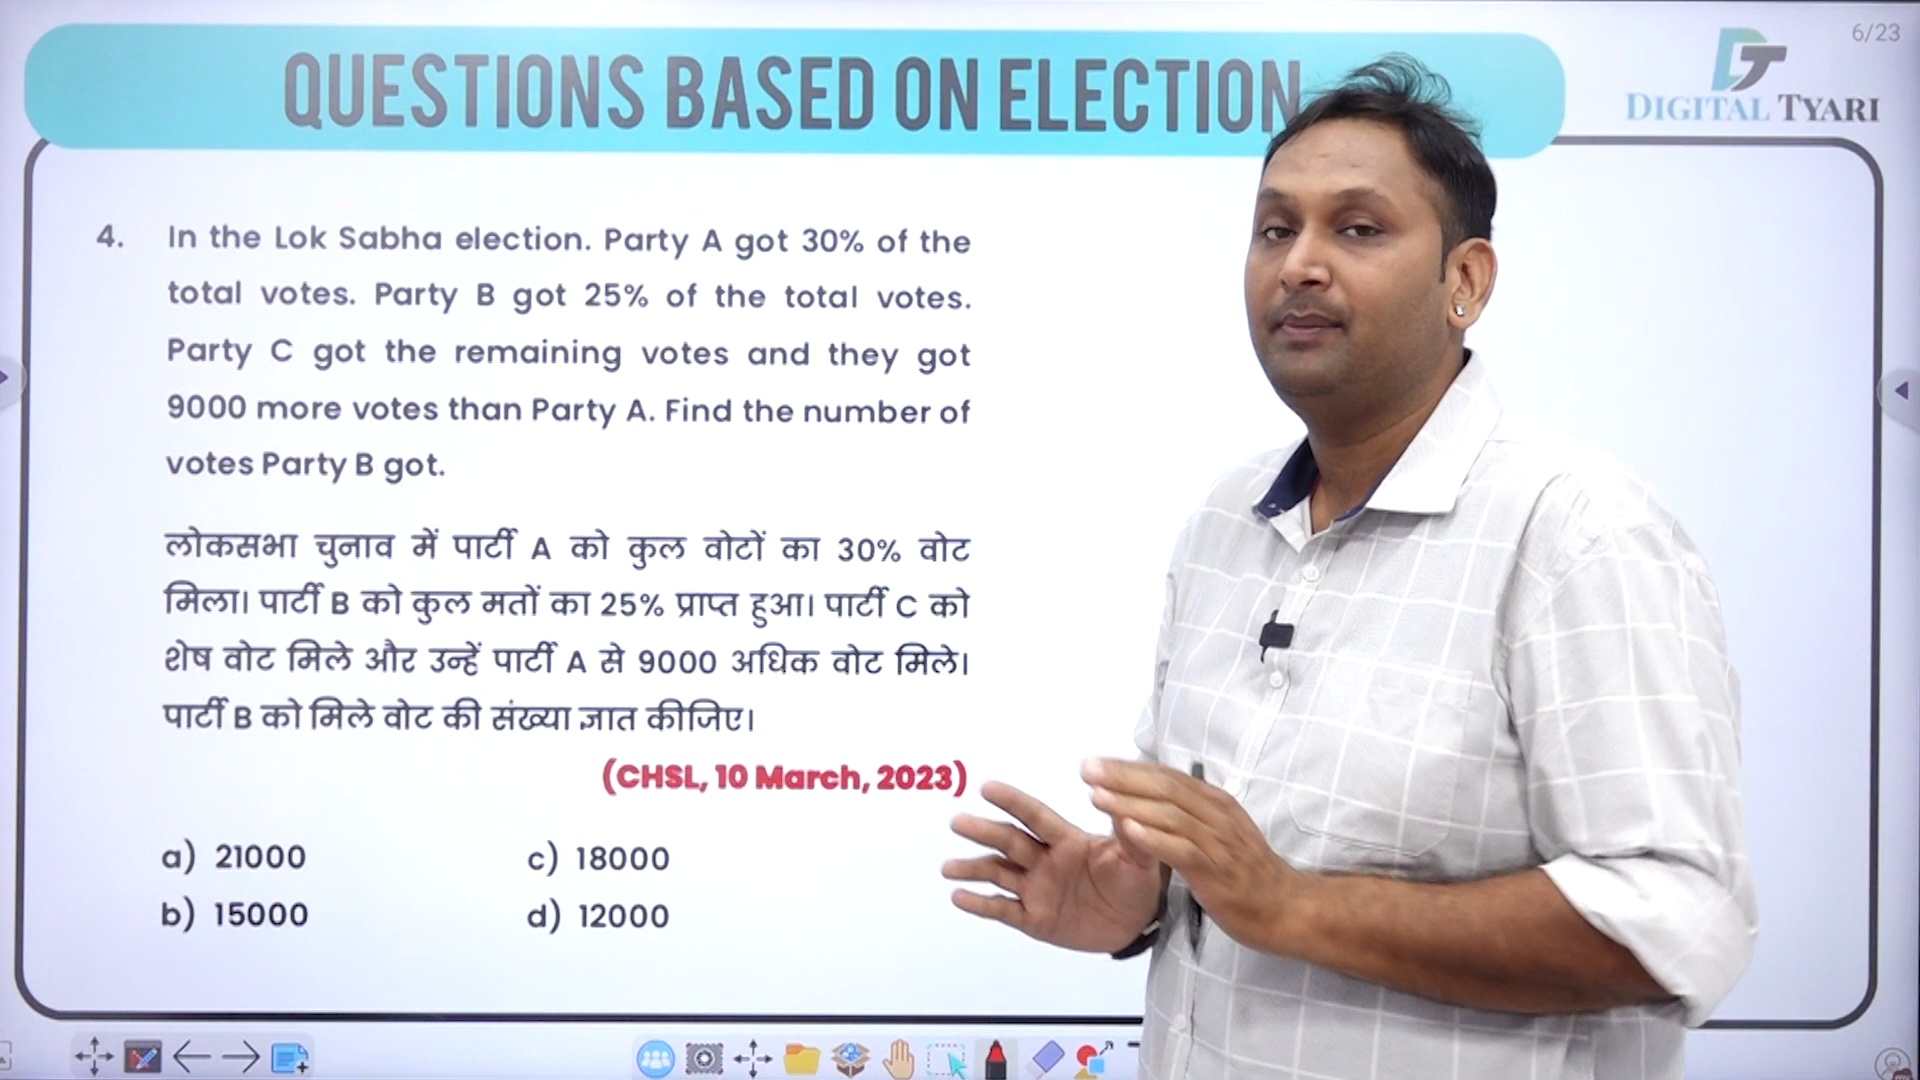 6/23
QUESTIONS BASED ON ELECTION
DT
DIGITAL TYARI
4. In the Lok Sabha election. Party A got 30% of the
total votes. Party B got 25% of the total votes.
Party C got the remaining votes and they got
9000 more votes than Party A. Find the number of
votes Party B got.
लोकसभा चुनाव में पार्टी A को कुल वोटों का 30% वोट
मिला। पार्टी B को कुल मतों का 25% प्राप्त हुआ। पार्टी C को
शेष वोट मिले और उन्हें पार्टी A से 9000 अधिक वोट मिले।
पार्टी B को मिले वोट की संख्या ज्ञात कीजिए।
(CHSL, 10 March, 2023)
a) 21000 c) 18000
b) 15000 d) 12000